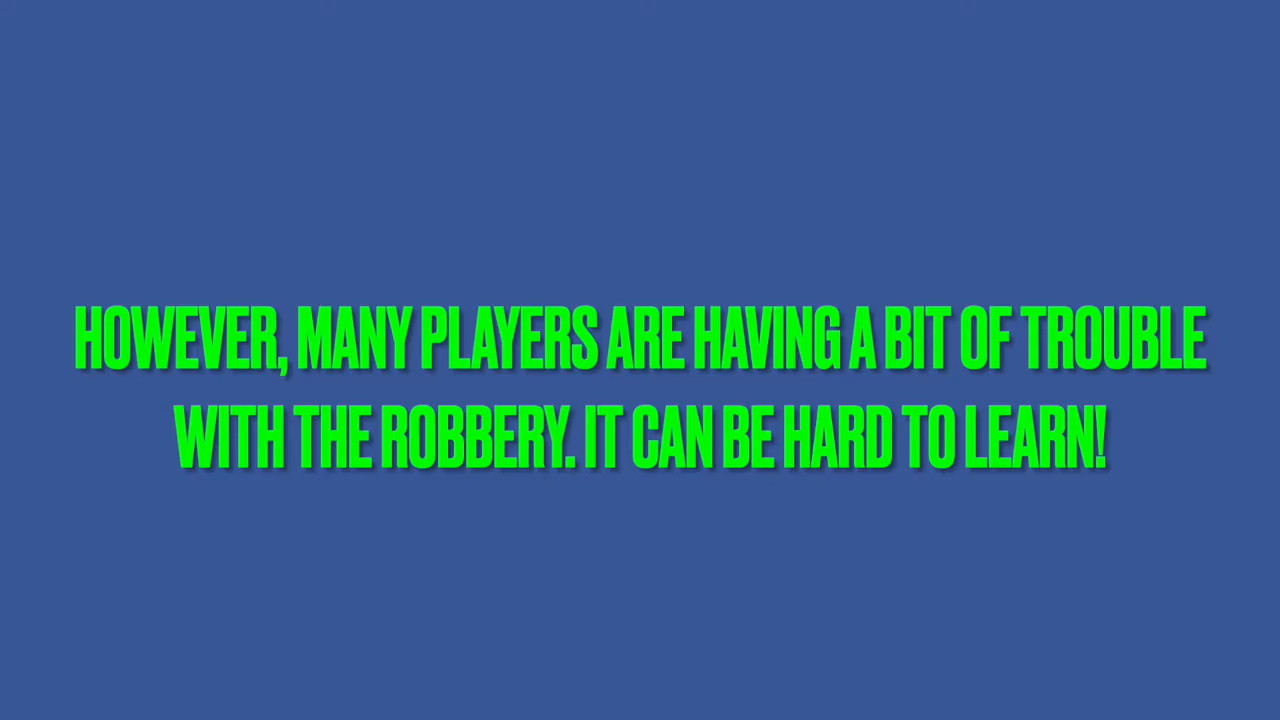 HOWEVER, MANY PLAYERS ARE HAVING A BIT OF TROUBLE
WITH THE ROBBERY. IT CAN BE HARD TO LEARN!